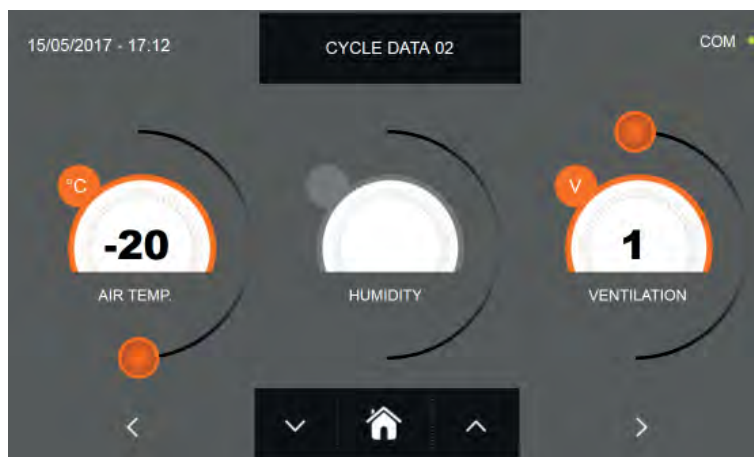 15/05/2017 - 17:12
CYCLE DATA 02
COM
°C
-20
AIR TEMP.
HUMIDITY
V
1
VENTILATION